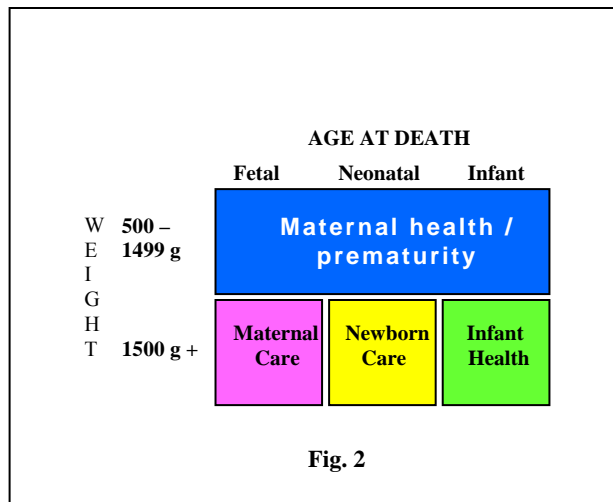 AGE AT DEATH
Fetal Neonatal Infant
W
E
I
G
H
T
500 –
1499 g
Maternal health /
prematurity
1500 g +
Maternal
Care
Newborn
Care
Infant
Health
Fig. 2